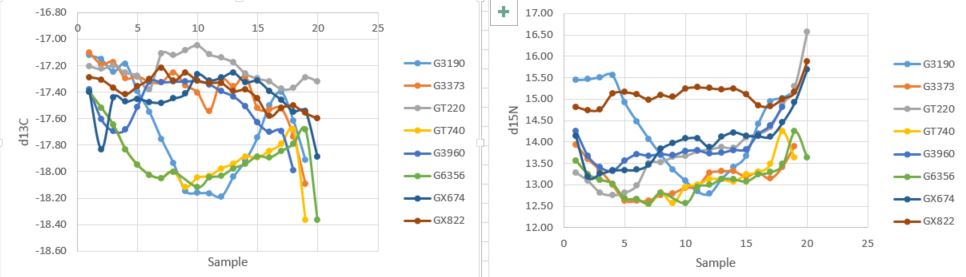 -16.80
-17.00
-17.20
-17.40
-17.60
-17.80
-18.00
-18.20
-18.40
-18.60
0 5 10 15 20 25
d13C
Sample
G3190
G3373
GT220
GT740
G3960
G6356
GX674
GX822
17.00
16.50
16.00
15.50
15.00
14.50
14.00
13.50
13.00
12.50
12.00
0 5 10 15 20 25
d15N
Sample
G3190
G3373
GT220
GT740
G3960
G6356
GX674
GX822